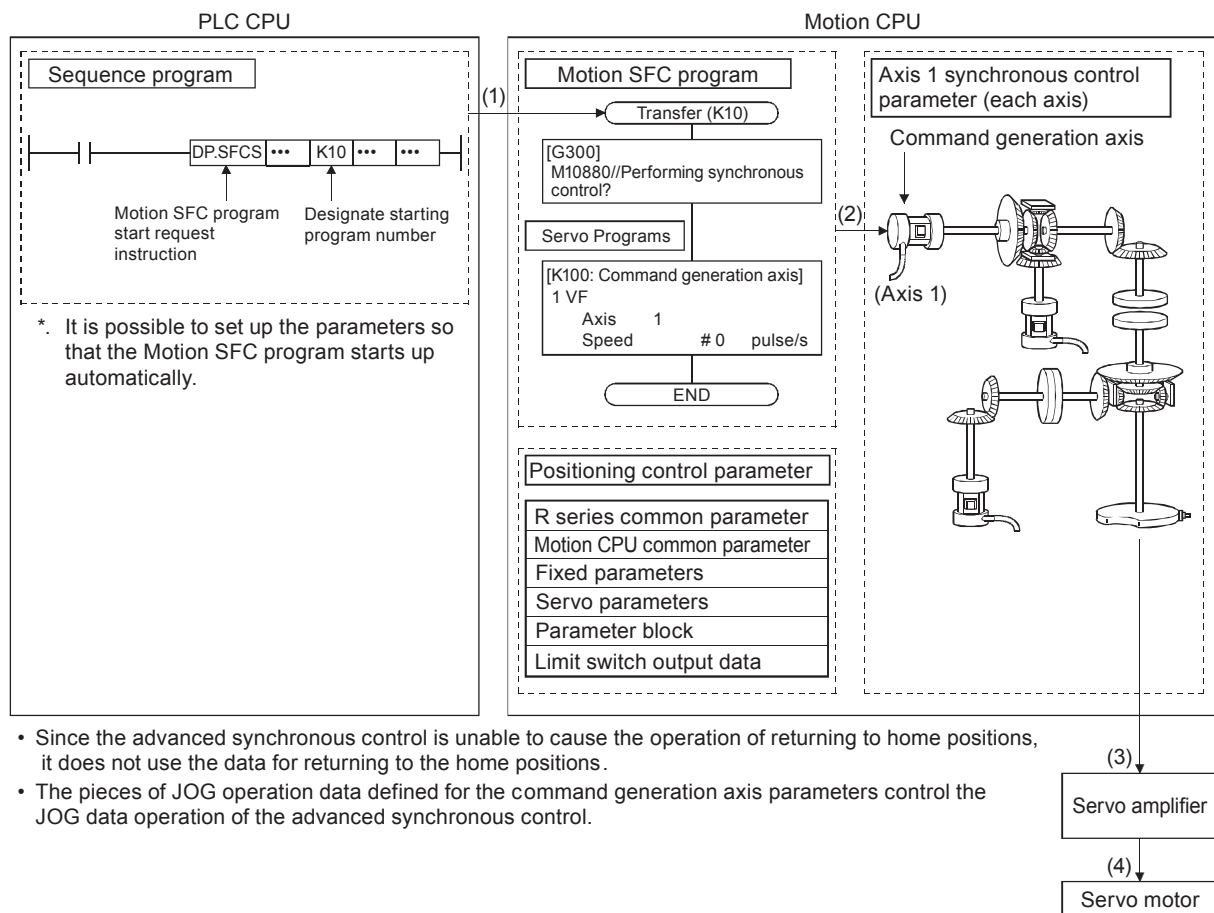 PLC CPU
Motion CPU
Sequence program
DP.SFCS ••• K10 ••• •••
Motion SFC program
start request
instruction
Designate starting
program number
*. It is possible to set up the parameters so
that the Motion SFC program starts up
automatically.
(1)
Motion SFC program
Transfer (K10)
[G300]
M10880//Performing synchronous
control?
Servo Programs
[K100: Command generation axis]
1 VF
Axis 1
Speed # 0 pulse/s
END
Positioning control parameter
R series common parameter
Motion CPU common parameter
Fixed parameters
Servo parameters
Parameter block
Limit switch output data
(2)
Axis 1 synchronous control
parameter (each axis)
Command generation axis
(Axis 1)
• Since the advanced synchronous control is unable to cause the operation of returning to home positions,
it does not use the data for returning to the home positions.
• The pieces of JOG operation data defined for the command generation axis parameters control the
JOG data operation of the advanced synchronous control.
(3)
Servo amplifier
(4)
Servo motor